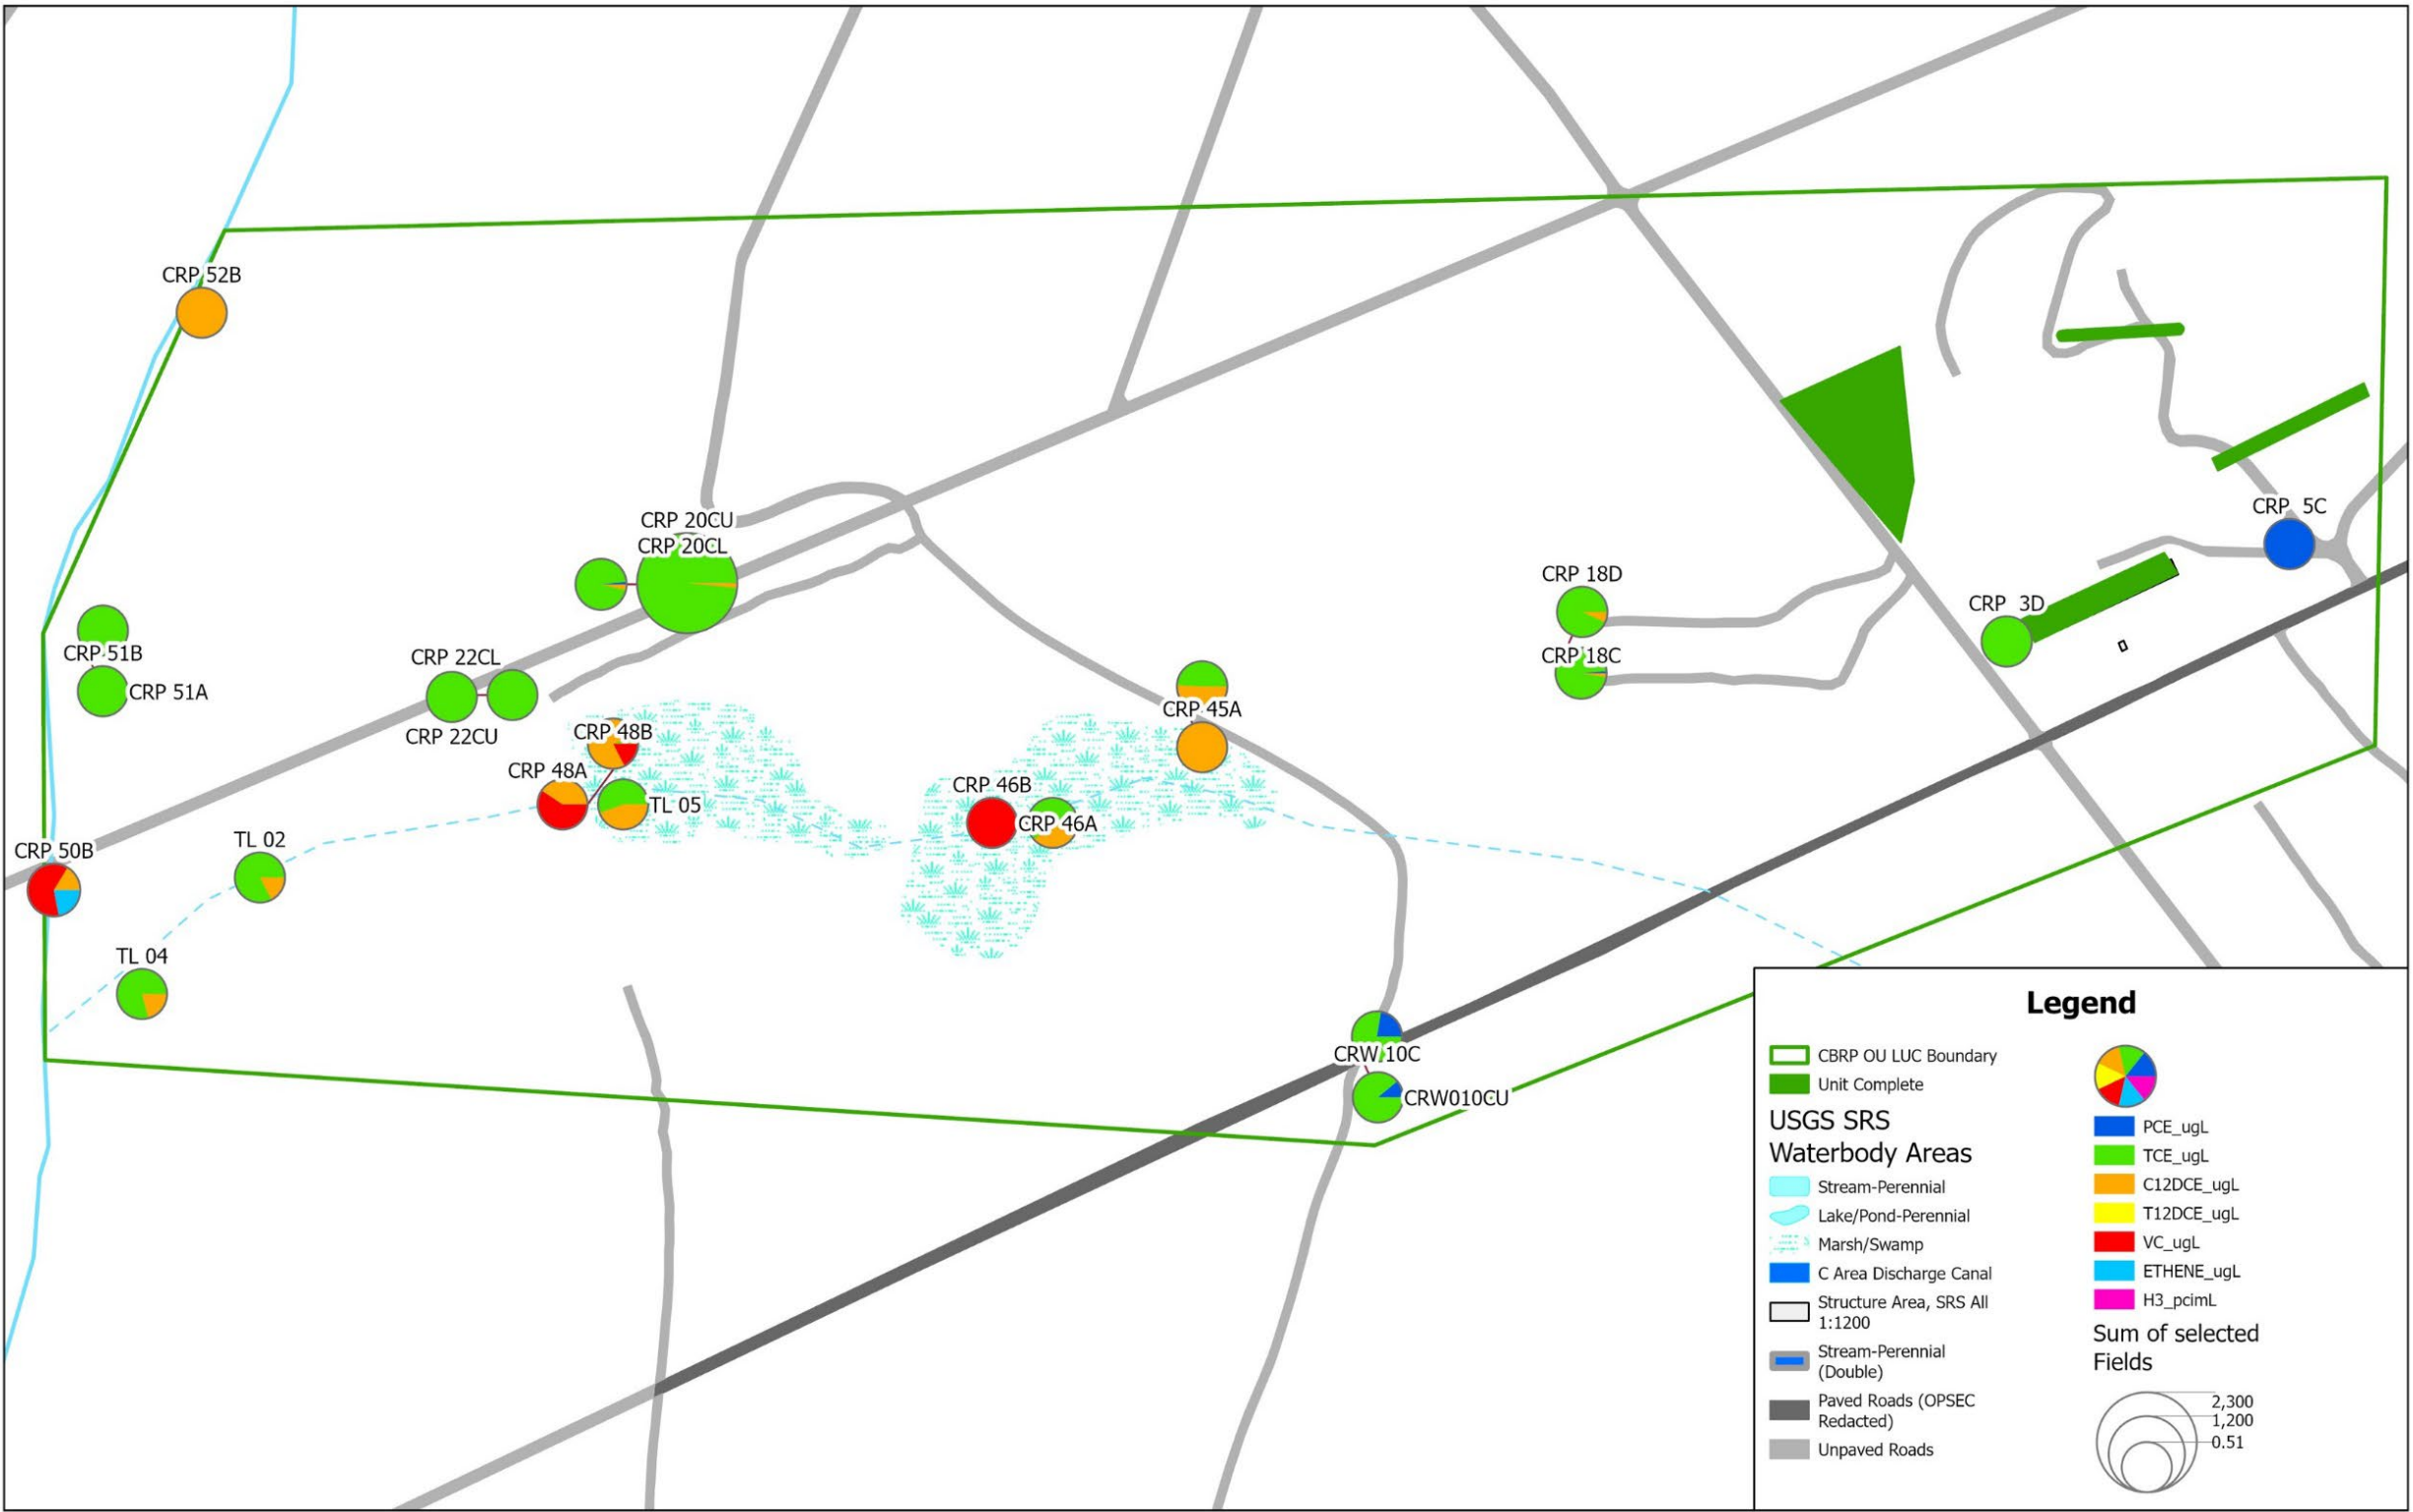 CRP 52B
CRP 20CU
CRP 20CL
CRP  5C
CRP 18D
CRP  3D
CRP 51B
CRP 22CL
CRP 18C
CRP 51A
CRP 45A
CRP 22CU
CRP 48B
CRP 48A
CRP 46B
TL 05
CRP 46A
TL 02
CRP 50B
TL 04
CRW 10C
CRW010CU
Legend
CBRP OU LUC Boundary
Unit Complete
USGS SRS
Waterbody Areas
Stream-Perennial
Lake/Pond-Perennial
Marsh/Swamp
C Area Discharge Canal
Structure Area, SRS All
1:1200
Stream-Perennial
(Double)
Paved Roads (OPSEC
Redacted)
Unpaved Roads
PCE_ugL
TCE_ugL
C12DCE_ugL
T12DCE_ugL
VC_ugL
ETHENE_ugL
H3_pcimL
Sum of selected
Fields
2,300
1,200
0.51